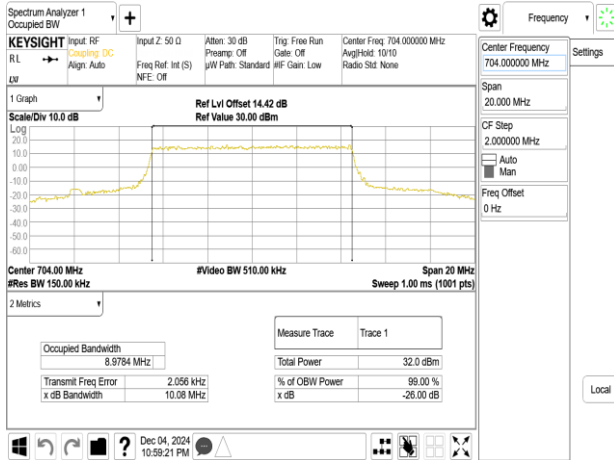 Spectrum Analyzer 1
Occupied BW
+
Frequency
KEYSIGHT
RL
LXI
Input: RF
Coupling: DC
Align: Auto
Input Z: 50 Ω
Freq Ref: Int (S)
NFE: Off
Atten: 30 dB
Preamp: Off
µW Path: Standard
Trig: Free Run
Gate: Off
#IF Gain: Low
Center Freq: 704.000000 MHz
Avg|Hold: 10/10
Radio Std: None
Center Frequency
704.000000 MHz
Settings
Span
20.000 MHz
CF Step
2.000000 MHz
Auto
Man
Freq Offset
0 Hz
Local
1 Graph
Scale/Div 10.0 dB
Ref Lvl Offset 14.42 dB
Ref Value 30.00 dBm
Log
20.0
10.0
0.00
-10.0
-20.0
-30.0
-40.0
-50.0
-60.0
Center 704.00 MHz
#Video BW 510.00 kHz
Span 20 MHz
#Res BW 150.00 kHz
Sweep 1.00 ms (1001 pts)
2 Metrics
Occupied Bandwidth
8.9784 MHz
Transmit Freq Error 2.056 kHz
x dB Bandwidth 10.08 MHz
Measure Trace Trace 1
Total Power 32.0 dBm
% of OBW Power 99.00 %
x dB -26.00 dB
?
Dec 04, 2024
10:59:21 PM